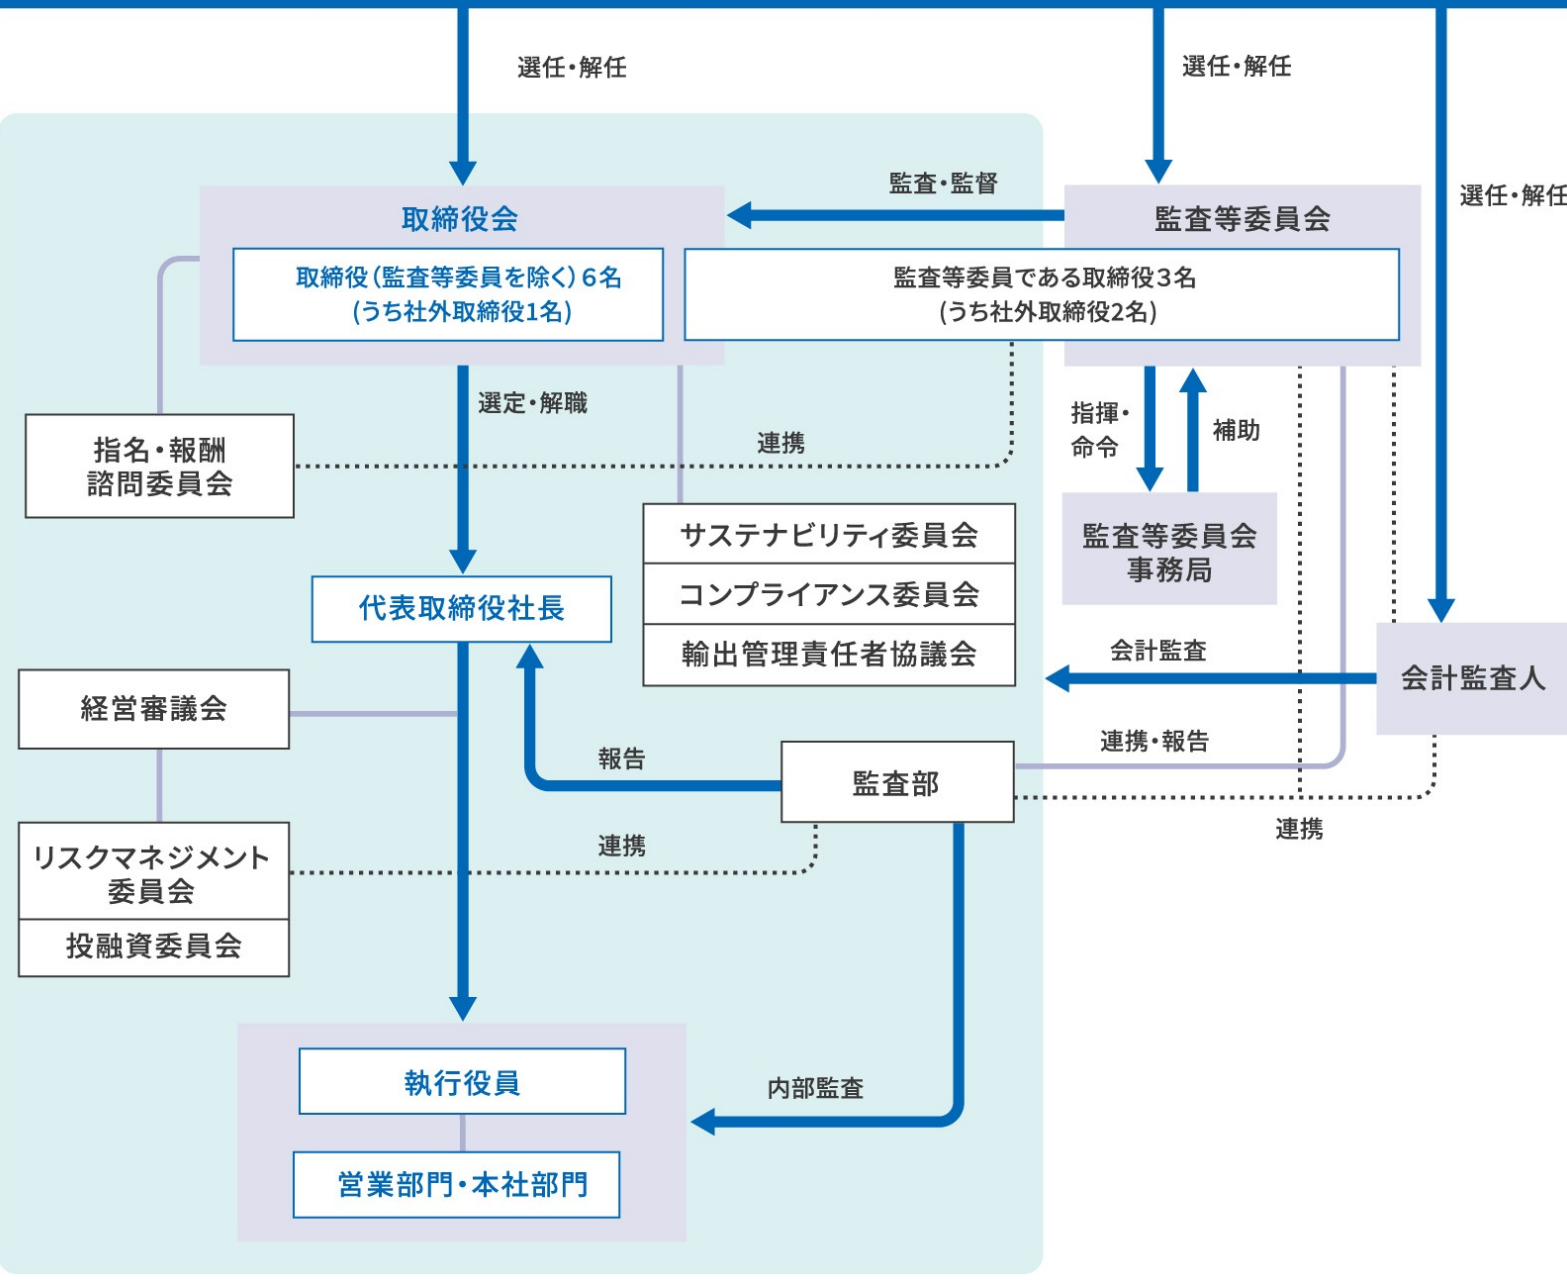 選任・解任
選任・解任
選任・解任
監査・監督
取締役会
取締役(監査等委員を除く)6名
(うち社外取締役1名)
監査等委員会
監査等委員である取締役3名
(うち社外取締役2名)
選定・解職
指揮・
命令
補助
指名・報酬
諮問委員会
連携
サステナビリティ委員会
コンプライアンス委員会
輸出管理責任者協議会
監査等委員会
事務局
代表取締役社長
会計監査
会計監査人
経営審議会
報告
監査部
連携・報告
連携
リスクマネジメント
委員会
投融資委員会
連携
執行役員
内部監査
営業部門・本社部門